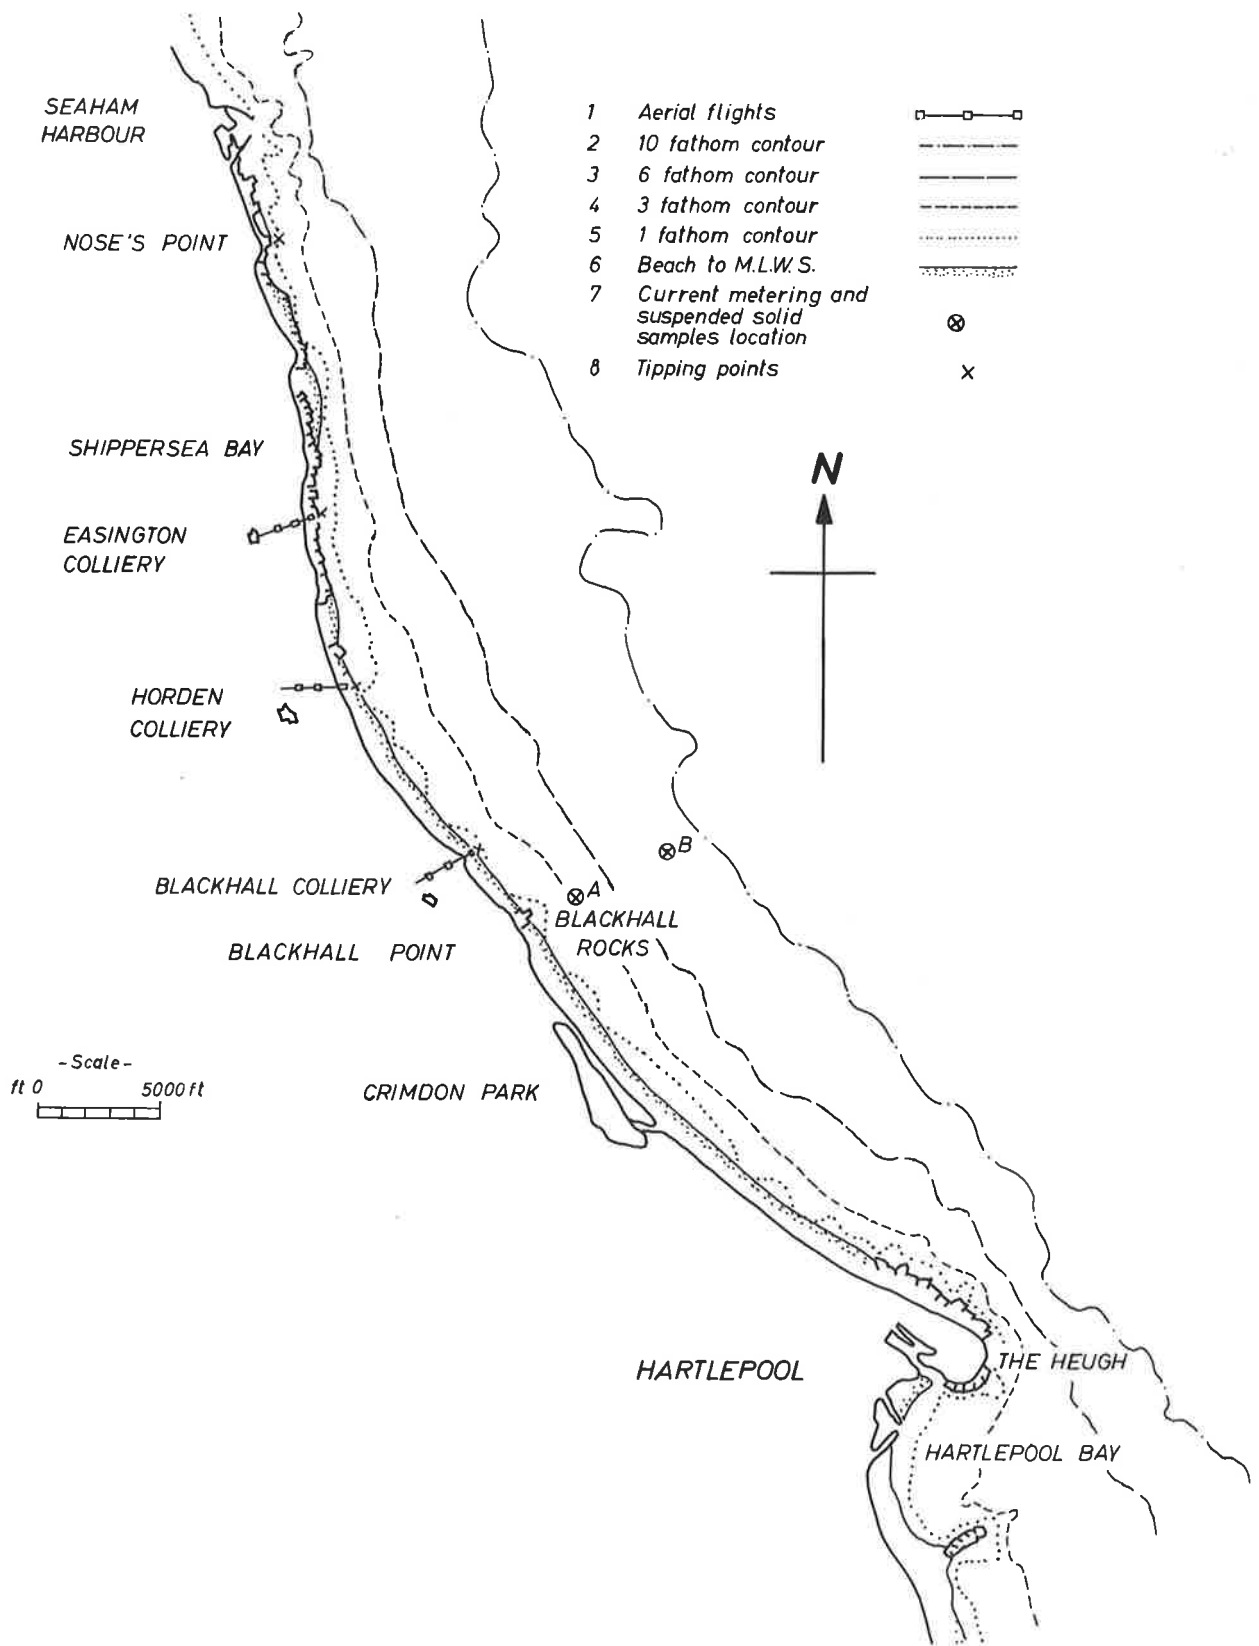 SEAHAM
HARBOUR
1 Aerial flights
2 10 fathom contour
3 6 fathom contour
4 3 fathom contour
5 1 fathom contour
6 Beach to M.L.W.S.
7 Current metering and
suspended solid
samples location
8 Tipping points
NOSE'S POINT
SHIPPERSEA BAY
N
EASINGTON
COLLIERY
HORDEN
COLLIERY
B
BLACKHALL COLLIERY
A
BLACKHALL
ROCKS
BLACKHALL POINT
-Scale-
ft 0 5000 ft
CRIMDON PARK
HARTLEPOOL
THE HEUGH
HARTLEPOOL BAY